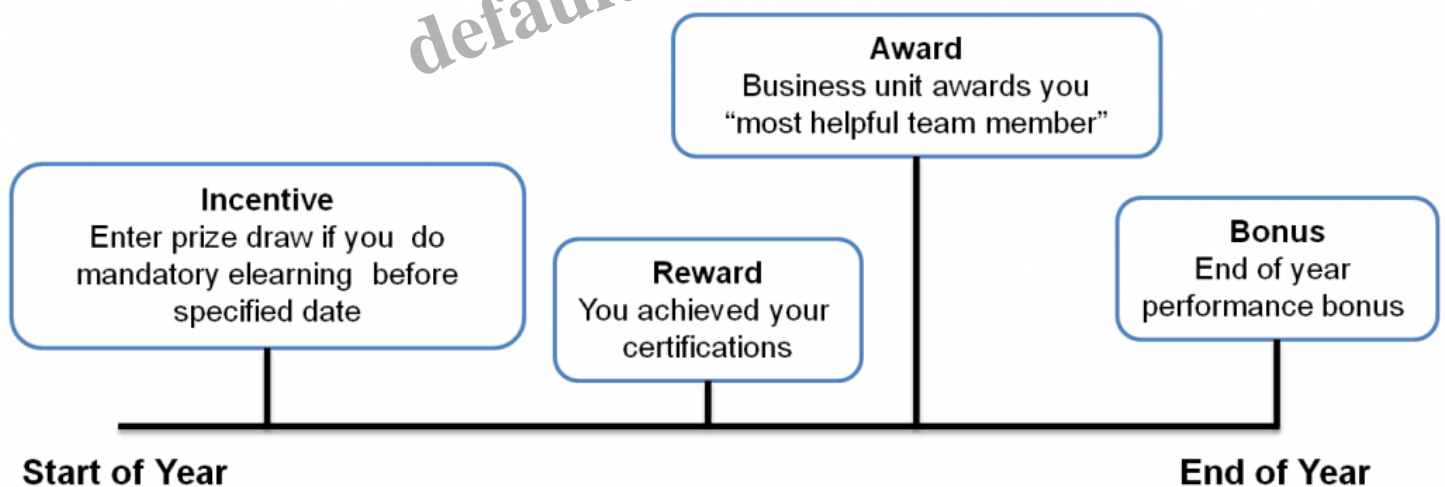 default
Award
Business unit awards you
“most helpful team member”
Incentive
Enter prize draw if you do
mandatory elearning before
specified date
Reward
You achieved your
certifications
Bonus
End of year
performance bonus
Start of Year
End of Year